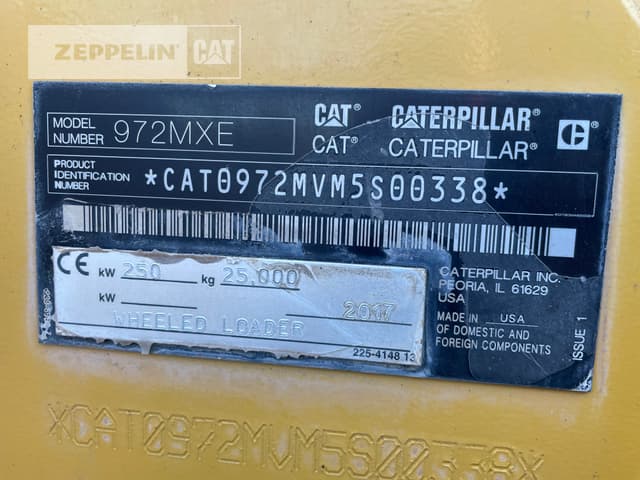 ZEPPELIN CAT
MODEL NUMBER 972MXE
CAT CATERPILLAR
CAT® CATERPILLAR®
PRODUCT IDENTIFICATION NUMBER *CAT0972MVM5S00338*
CE kW 250 kg 25,000
kW 2017
WHEELED LOADER
225-4148 13
CATERPILLAR INC.
PEORIA, IL 61629
USA
MADE IN USA
OF DOMESTIC AND
FOREIGN COMPONENTS
ISSUE 1
XCAT0972MVM5S00338X